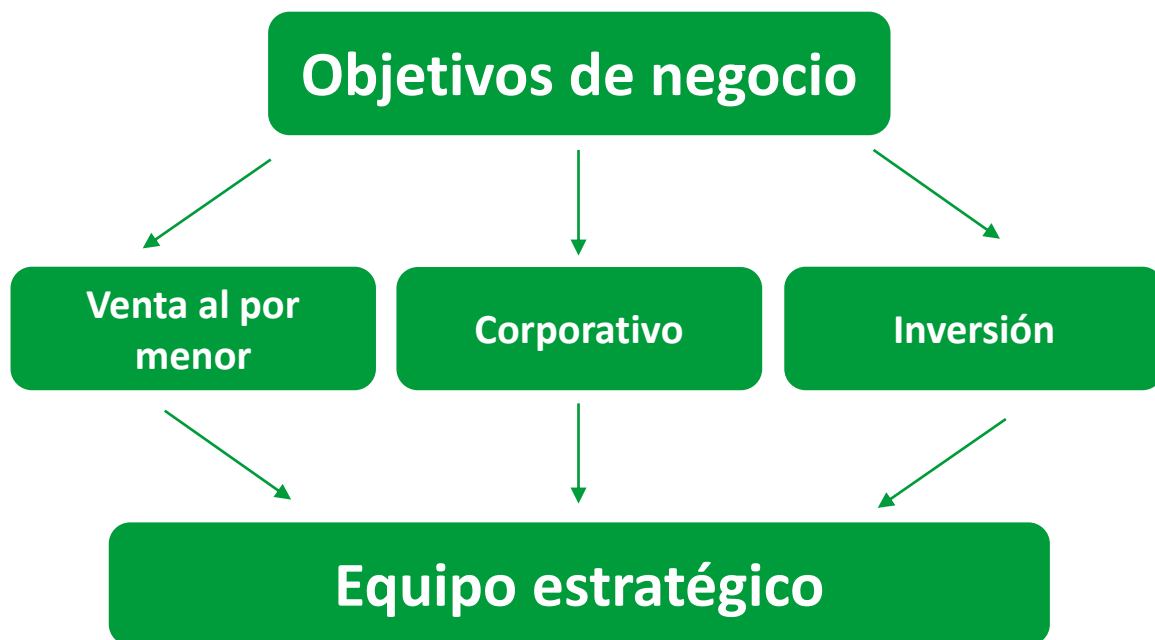 Objetivos de negocio
Venta al por
menor
Corporativo
Inversión
Equipo estratégico